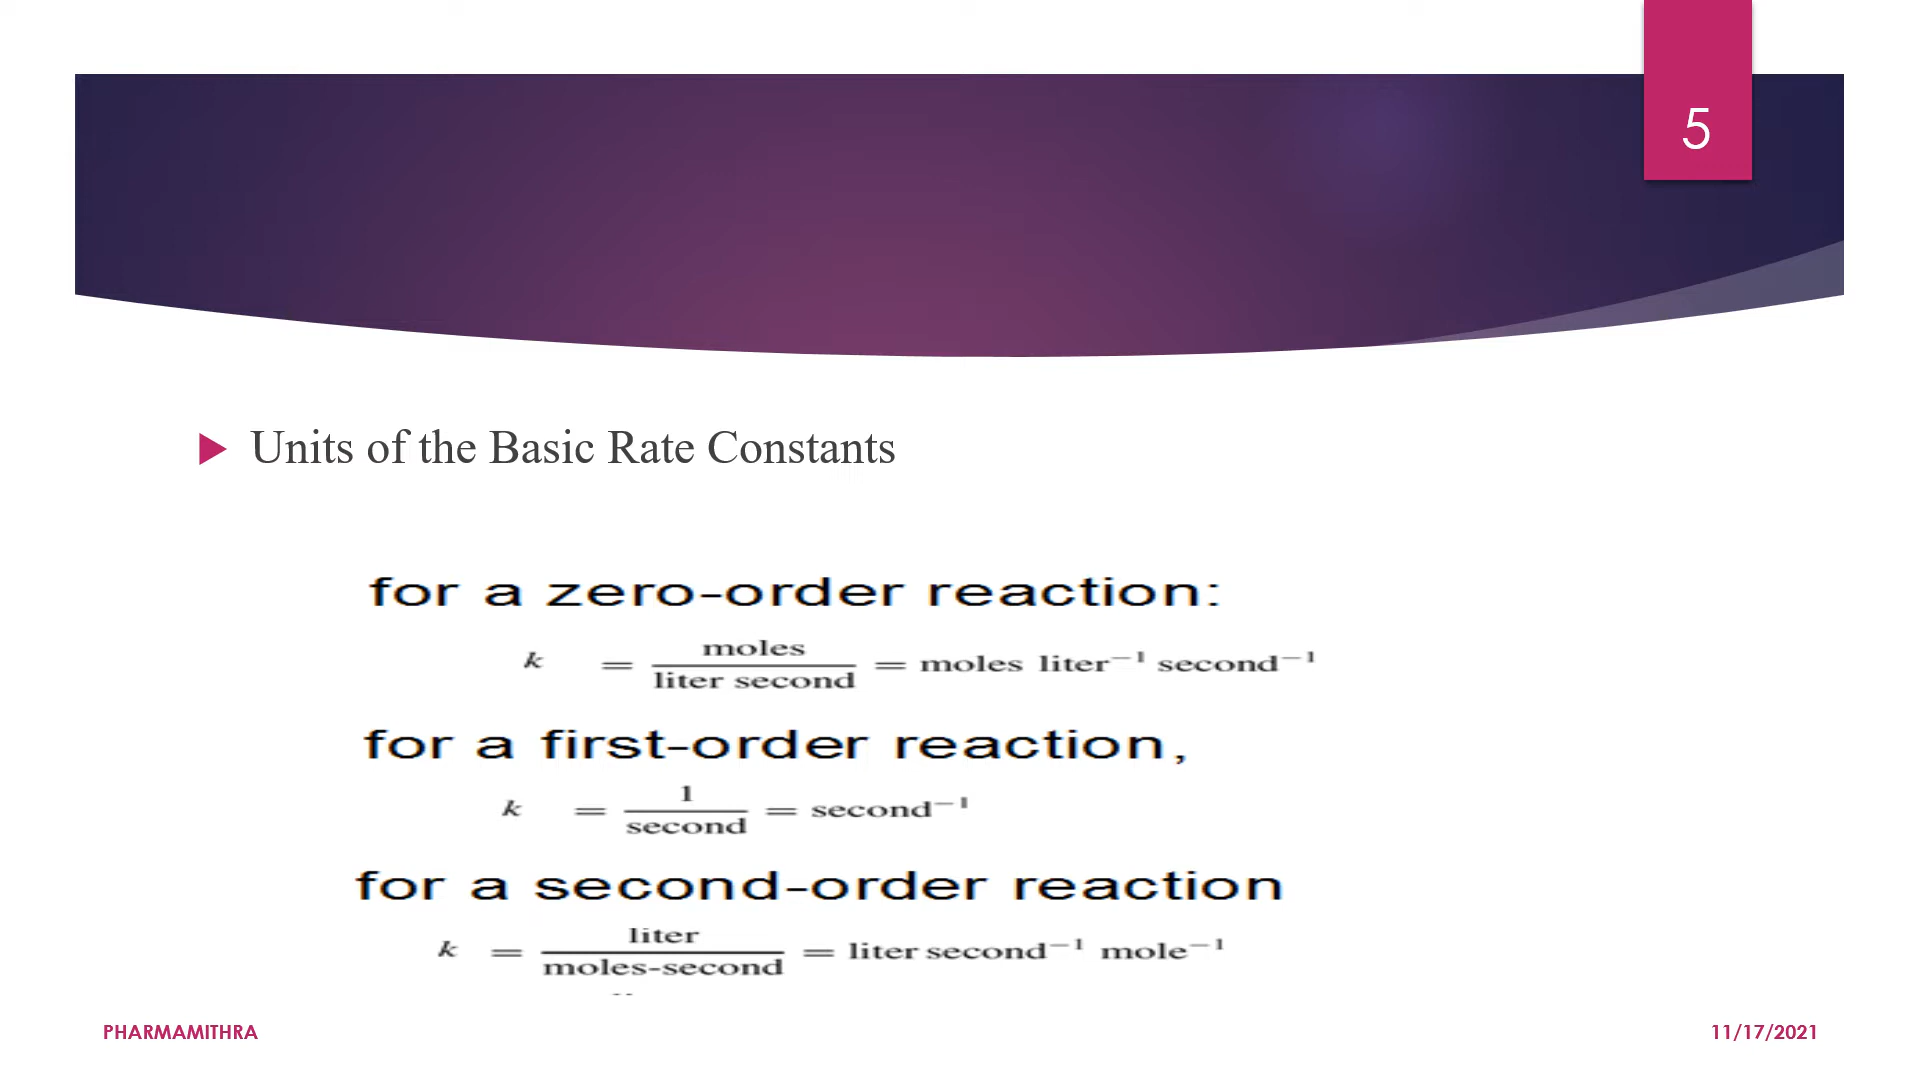 5
Units of the Basic Rate Constants
for a zero-order reaction:
k = moles / liter second = moles liter⁻¹ second⁻¹
for a first-order reaction,
k = 1 / second = second⁻¹
for a second-order reaction
k = liter / moles-second = liter second⁻¹ mole⁻¹
PHARMAMITHRA
11/17/2021